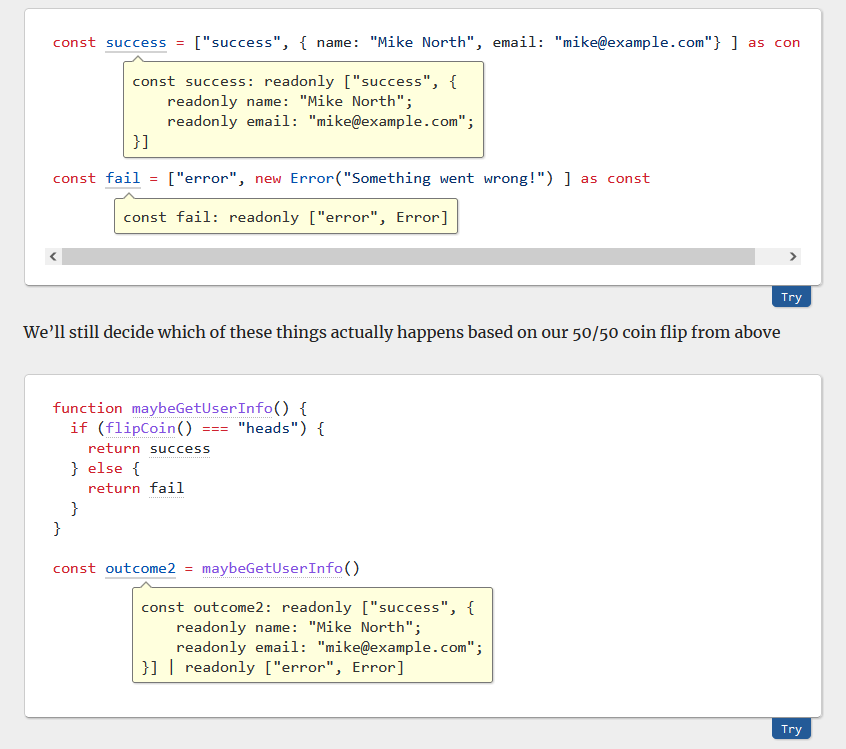 const success = ["success", { name: "Mike North", email: "mike@example.com"} ] as con
const success: readonly ["success", {
    readonly name: "Mike North";
    readonly email: "mike@example.com";
}]
const fail = ["error", new Error("Something went wrong!") ] as const
const fail: readonly ["error", Error]
Try
We’ll still decide which of these things actually happens based on our 50/50 coin flip from above
function maybeGetUserInfo() {
  if (flipCoin() === "heads") {
    return success
  } else {
    return fail
  }
}
const outcome2 = maybeGetUserInfo()
const outcome2: readonly ["success", {
    readonly name: "Mike North";
    readonly email: "mike@example.com";
}] | readonly ["error", Error]
Try